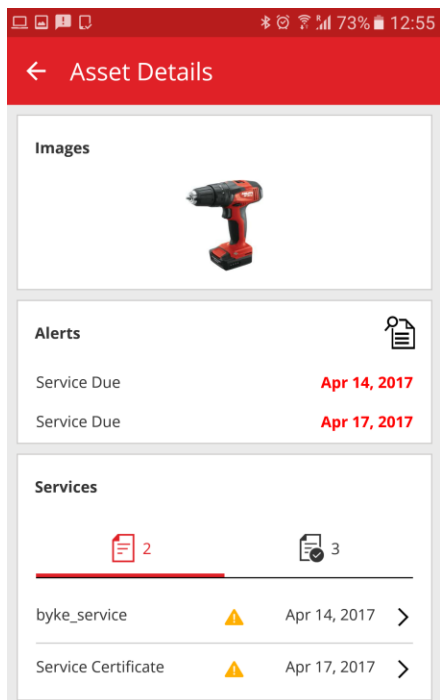 73% 12:55
Asset Details
Images
Alerts
Service Due Apr 14, 2017
Service Due Apr 17, 2017
Services
2 3
byke_service Apr 14, 2017
Service Certificate Apr 17, 2017